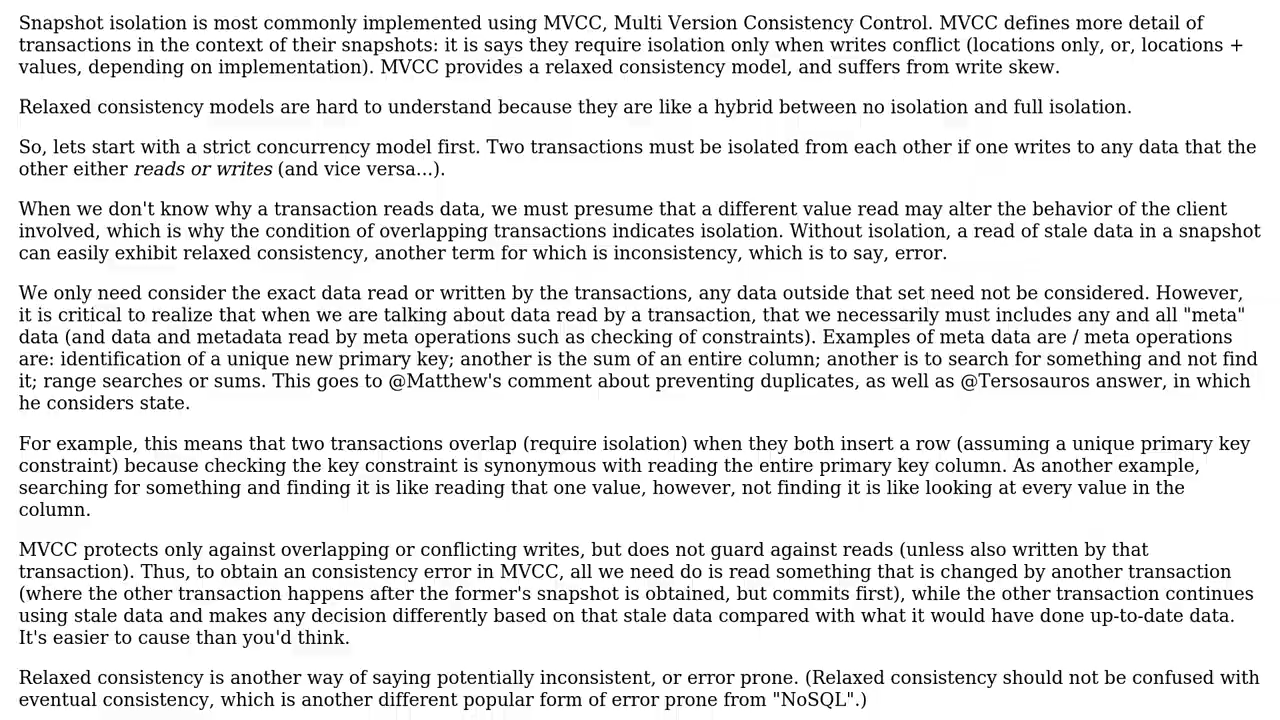 Snapshot isolation is most commonly implemented using MVCC, Multi Version Consistency Control. MVCC defines more detail of
transactions in the context of their snapshots: it is says they require isolation only when writes conflict (locations only, or, locations +
values, depending on implementation). MVCC provides a relaxed consistency model, and suffers from write skew.
Relaxed consistency models are hard to understand because they are like a hybrid between no isolation and full isolation.
So, lets start with a strict concurrency model first. Two transactions must be isolated from each other if one writes to any data that the
other either reads or writes (and vice versa...).
When we don't know why a transaction reads data, we must presume that a different value read may alter the behavior of the client
involved, which is why the condition of overlapping transactions indicates isolation. Without isolation, a read of stale data in a snapshot
can easily exhibit relaxed consistency, another term for which is inconsistency, which is to say, error.
We only need consider the exact data read or written by the transactions, any data outside that set need not be considered. However,
it is critical to realize that when we are talking about data read by a transaction, that we necessarily must includes any and all "meta"
data (and data and metadata read by meta operations such as checking of constraints). Examples of meta data are / meta operations
are: identification of a unique new primary key; another is the sum of an entire column; another is to search for something and not find
it; range searches or sums. This goes to @Matthew's comment about preventing duplicates, as well as @Tersosauros answer, in which
he considers state.
For example, this means that two transactions overlap (require isolation) when they both insert a row (assuming a unique primary key
constraint) because checking the key constraint is synonymous with reading the entire primary key column. As another example,
searching for something and finding it is like reading that one value, however, not finding it is like looking at every value in the
column.
MVCC protects only against overlapping or conflicting writes, but does not guard against reads (unless also written by that
transaction). Thus, to obtain an consistency error in MVCC, all we need do is read something that is changed by another transaction
(where the other transaction happens after the former's snapshot is obtained, but commits first), while the other transaction continues
using stale data and makes any decision differently based on that stale data compared with what it would have done up-to-date data.
It's easier to cause than you'd think.
Relaxed consistency is another way of saying potentially inconsistent, or error prone. (Relaxed consistency should not be confused with
eventual consistency, which is another different popular form of error prone from "NoSQL".)